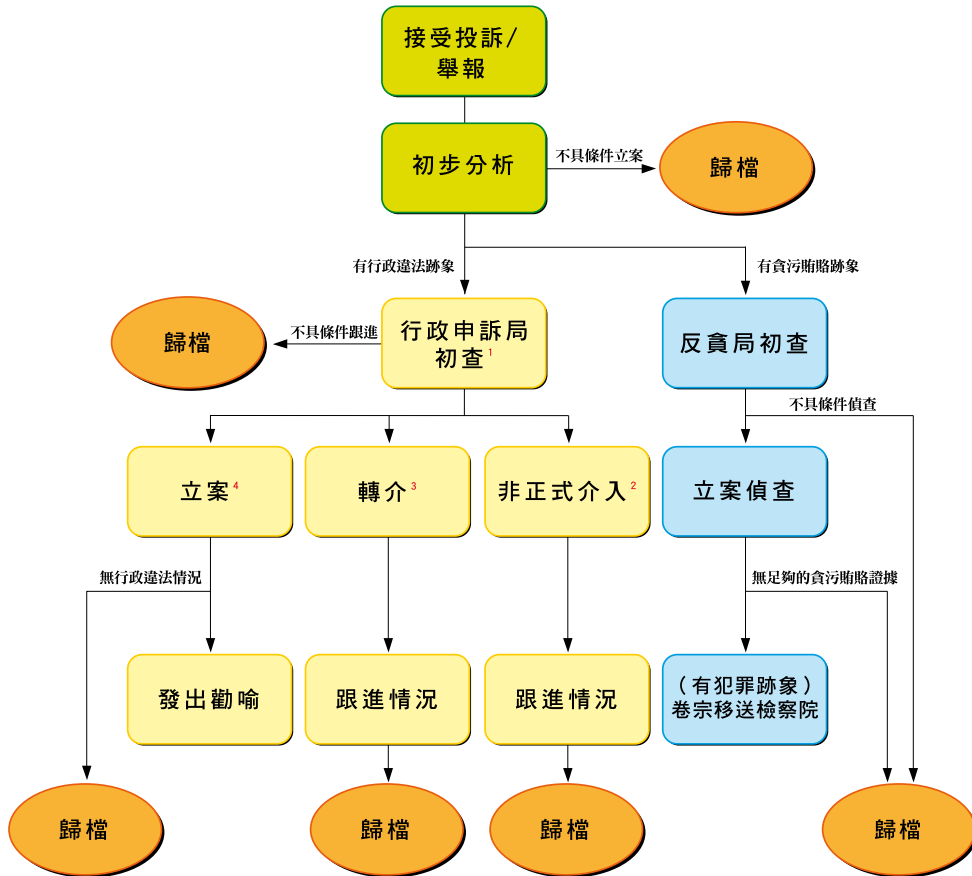 接受投訴/
舉報
初步分析
不具條件立案
歸檔
有行政違法跡象
有貪污賄賂跡象
歸檔
不具條件跟進
行政申訴局
初查1
反貪局初查
不具條件偵查
立案4
轉介3
非正式介入2
立案偵查
無行政違法情況
無足夠的貪污賄賂證據
發出勸喻
跟進情況
跟進情況
（有犯罪跡象）
卷宗移送檢察院
歸檔
歸檔
歸檔
歸檔